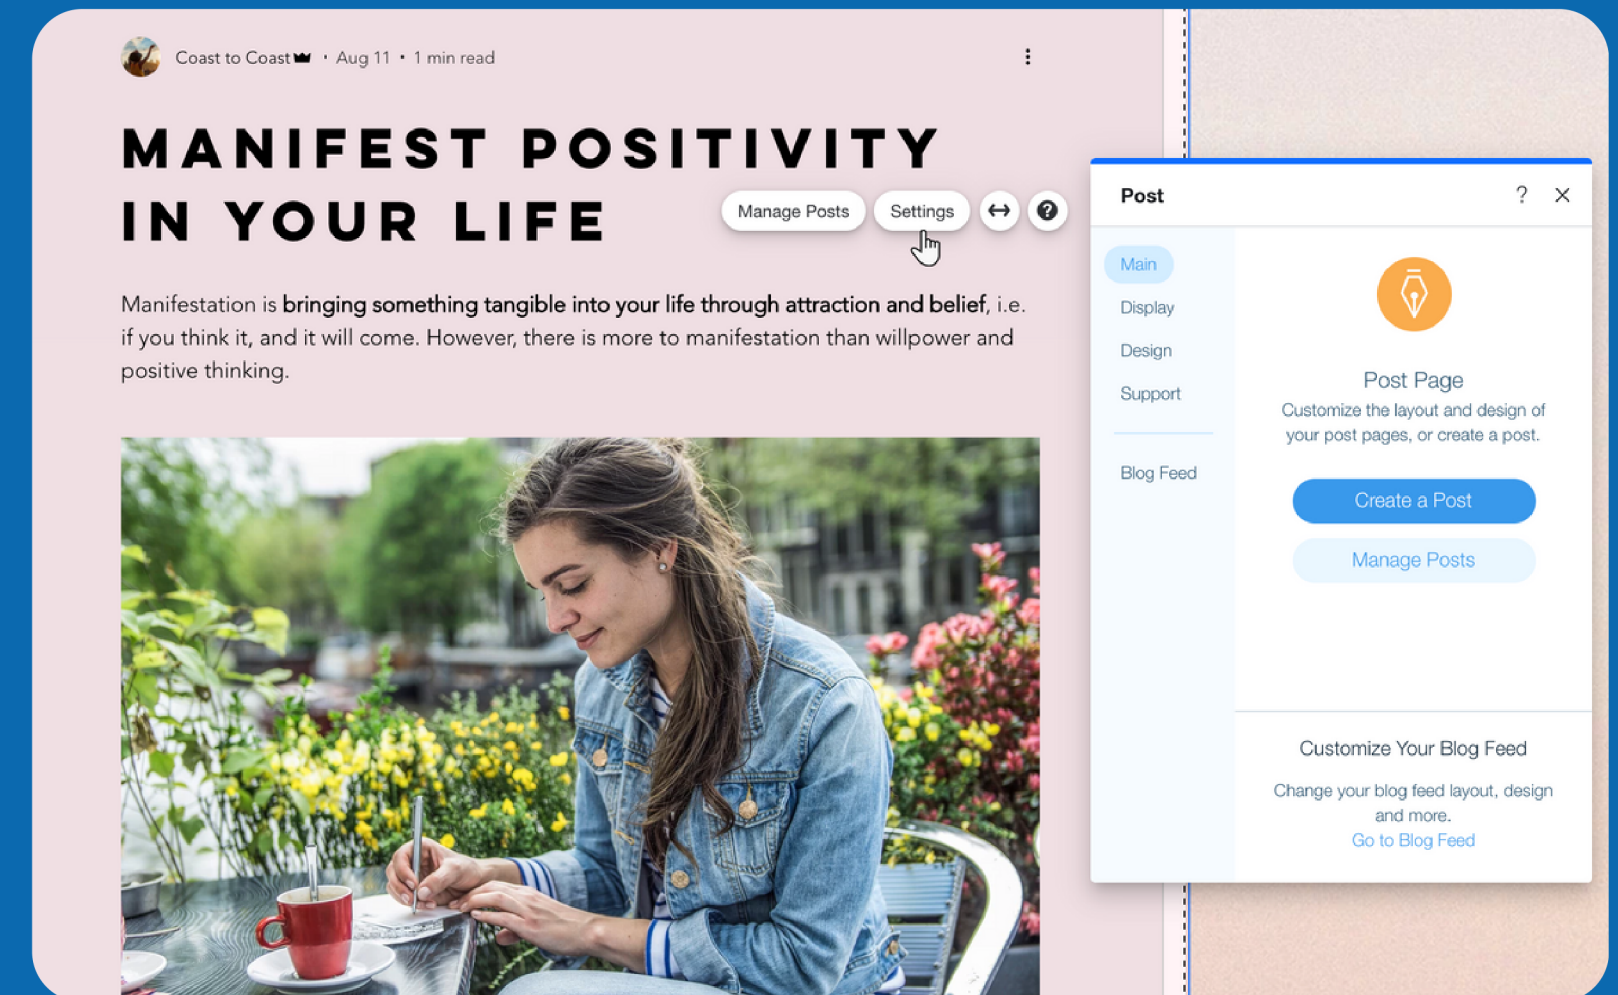 Coast to Coast · Aug 11 · 1 min read
MANIFEST POSITIVITY
IN YOUR LIFE
Manage Posts
Settings
?
Manifestation is bringing something tangible into your life through attraction and belief, i.e.
if you think it, and it will come. However, there is more to manifestation than willpower and
positive thinking.
Post
?
Main
Display
Design
Support
Blog Feed
Post Page
Customize the layout and design of
your post pages, or create a post.
Create a Post
Manage Posts
Customize Your Blog Feed
Change your blog feed layout, design
and more.
Go to Blog Feed